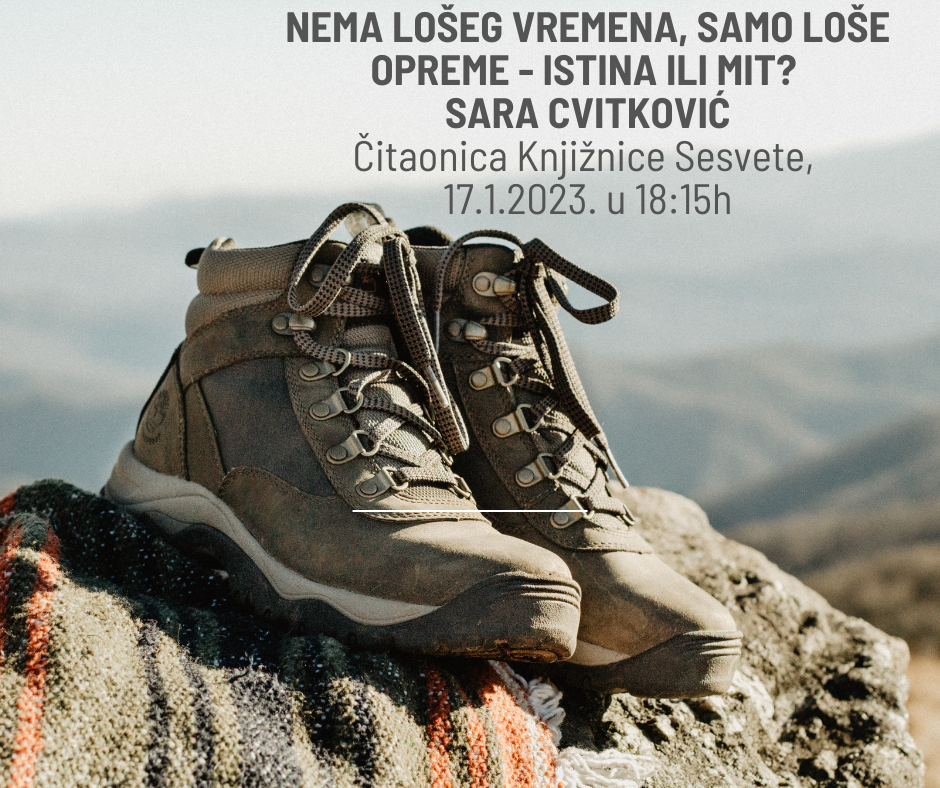 NEMA LOŠEG VREMENA, SAMO LOŠE
OPREME - ISTINA ILI MIT?
SARA CVITKOVIĆ
Čitaonica Knjižnice Sesvete,
17.1.2023. u 18:15h